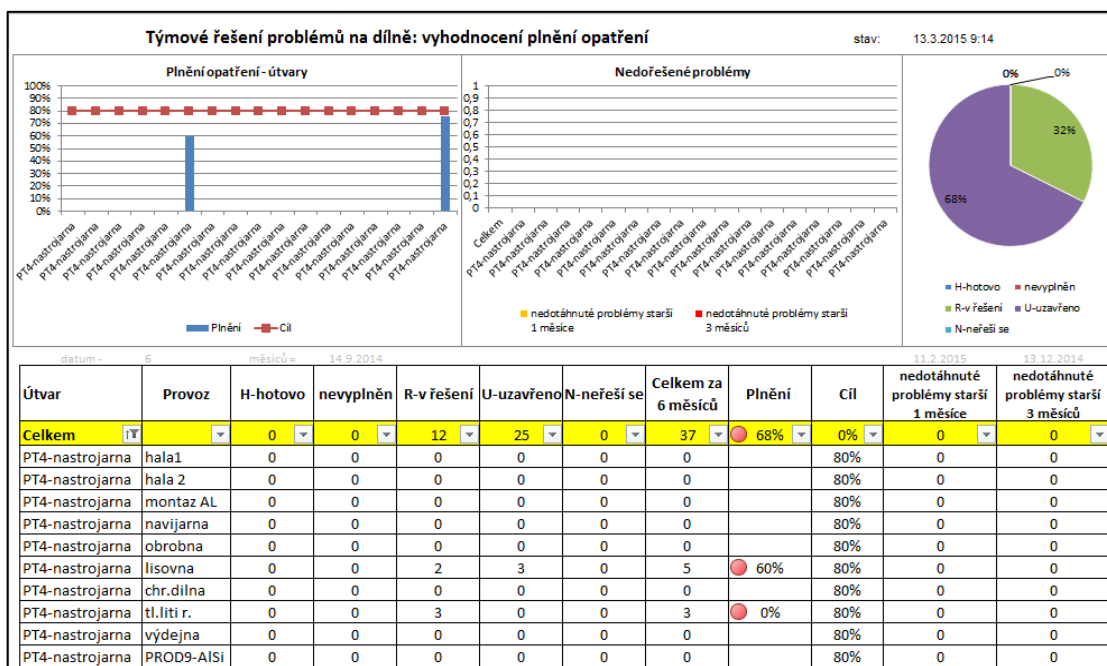 Týmové řešení problémů na dílně: vyhodnocení plnění opatření stav: 13.3.2015 9:14
Plnění opatření - útvary
100%
90%
80%
70%
60%
50%
40%
30%
20%
10%
0%
PT4-nastrojarna PT4-nastrojarna PT4-nastrojarna PT4-nastrojarna PT4-nastrojarna PT4-nastrojarna PT4-nastrojarna PT4-nastrojarna PT4-nastrojarna PT4-nastrojarna PT4-nastrojarna PT4-nastrojarna PT4-nastrojarna PT4-nastrojarna PT4-nastrojarna PT4-nastrojarna PT4-nastrojarna
Plnění Cíl
Nedořešené problémy
1
0,9
0,8
0,7
0,6
0,5
0,4
0,3
0,2
0,1
0
Celkem PT4-nastrojarna PT4-nastrojarna PT4-nastrojarna PT4-nastrojarna PT4-nastrojarna PT4-nastrojarna PT4-nastrojarna PT4-nastrojarna PT4-nastrojarna PT4-nastrojarna PT4-nastrojarna PT4-nastrojarna PT4-nastrojarna PT4-nastrojarna PT4-nastrojarna PT4-nastrojarna PT4-nastrojarna
nedotáhnuté problémy starší
1 měsíce
nedotáhnuté problémy starší
3 měsíců
0% 0%
32%
68%
H-hotovo nevyplněn
R-v řešení U-uzavřeno
N-neřeší se
datum - 6 měsíců = 14.9.2014 11.2.2015 13.12.2014
Útvar Provoz H-hotovo nevyplněn R-v řešení U-uzavřeno N-neřeší se Celkem za 6 měsíců Plnění Cíl nedotáhnuté problémy starší 1 měsíce nedotáhnuté problémy starší 3 měsíců
Celkem 0 0 12 25 0 37 68% 0% 0 0
PT4-nastrojarna hala1 0 0 0 0 0 0 80% 0 0
PT4-nastrojarna hala 2 0 0 0 0 0 0 80% 0 0
PT4-nastrojarna montaz AL 0 0 0 0 0 0 80% 0 0
PT4-nastrojarna navijarna 0 0 0 0 0 0 80% 0 0
PT4-nastrojarna obrobna 0 0 0 0 0 0 80% 0 0
PT4-nastrojarna lisovna 0 0 2 3 0 5 60% 80% 0 0
PT4-nastrojarna chr.dilna 0 0 0 0 0 0 80% 0 0
PT4-nastrojarna tl.liti r. 0 0 3 0 0 3 0% 80% 0 0
PT4-nastrojarna výdejna 0 0 0 0 0 0 80% 0 0
PT4-nastrojarna PROD9-AlSi 0 0 0 0 0 0 80% 0 0